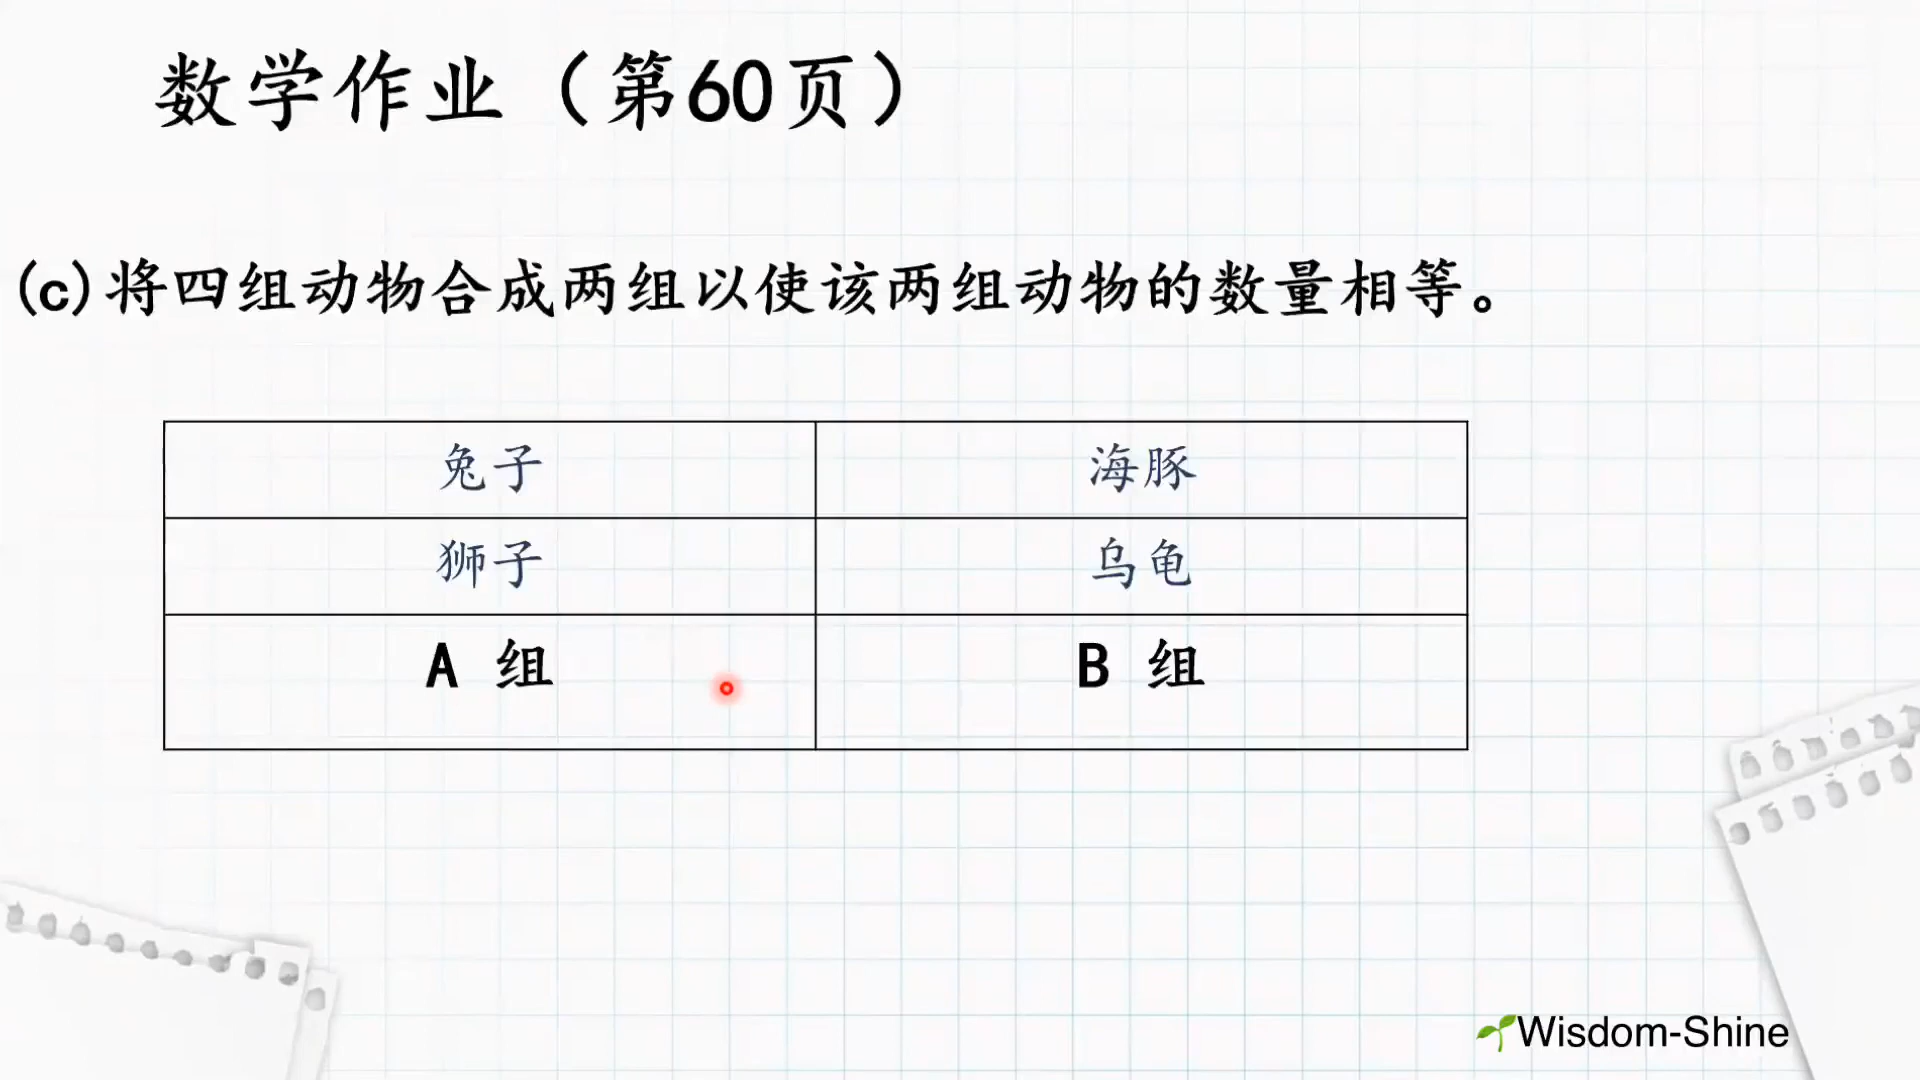 数学作业（第60页）
(c)将四组动物合成两组以使该两组动物的数量相等。
兔子 海豚
狮子 乌龟
A 组 B 组
Wisdom-Shine